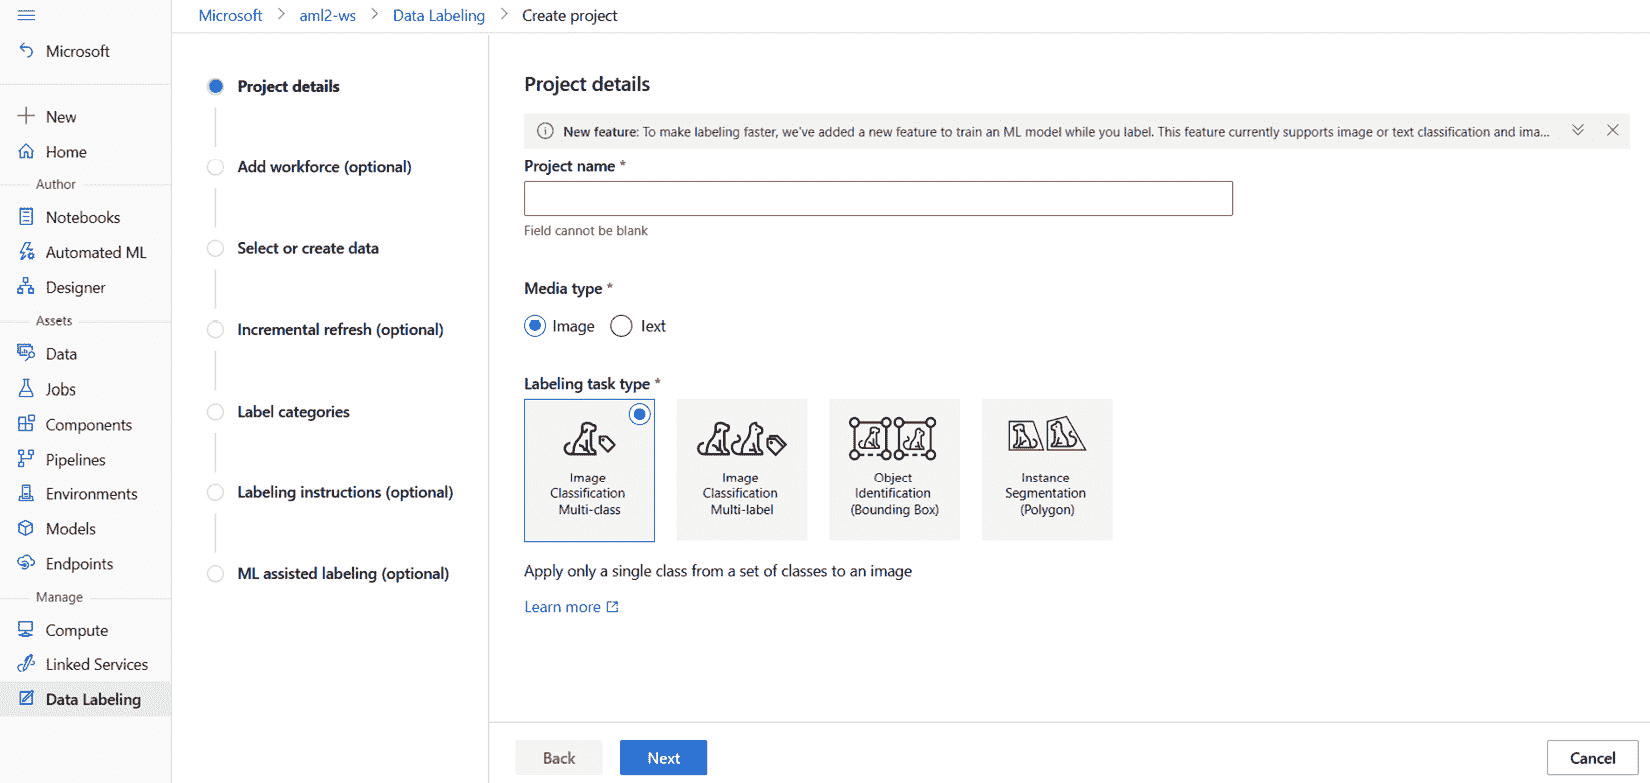 Microsoft > aml2-ws > Data Labeling > Create project
Microsoft
New
Home
Author
Notebooks
Automated ML
Designer
Assets
Data
Jobs
Components
Pipelines
Environments
Models
Endpoints
Manage
Compute
Linked Services
Data Labeling
Project details
Add workforce (optional)
Select or create data
Incremental refresh (optional)
Label categories
Labeling instructions (optional)
ML assisted labeling (optional)
Project details
New feature: To make labeling faster, we've added a new feature to train an ML model while you label. This feature currently supports image or text classification and ima...
Project name *
Field cannot be blank
Media type *
Image Text
Labeling task type *
Image
Classification
Multi-class
Image
Classification
Multi-label
Object
Identification
(Bounding Box)
Instance
Segmentation
(Polygon)
Apply only a single class from a set of classes to an image
Learn more
Back Next Cancel